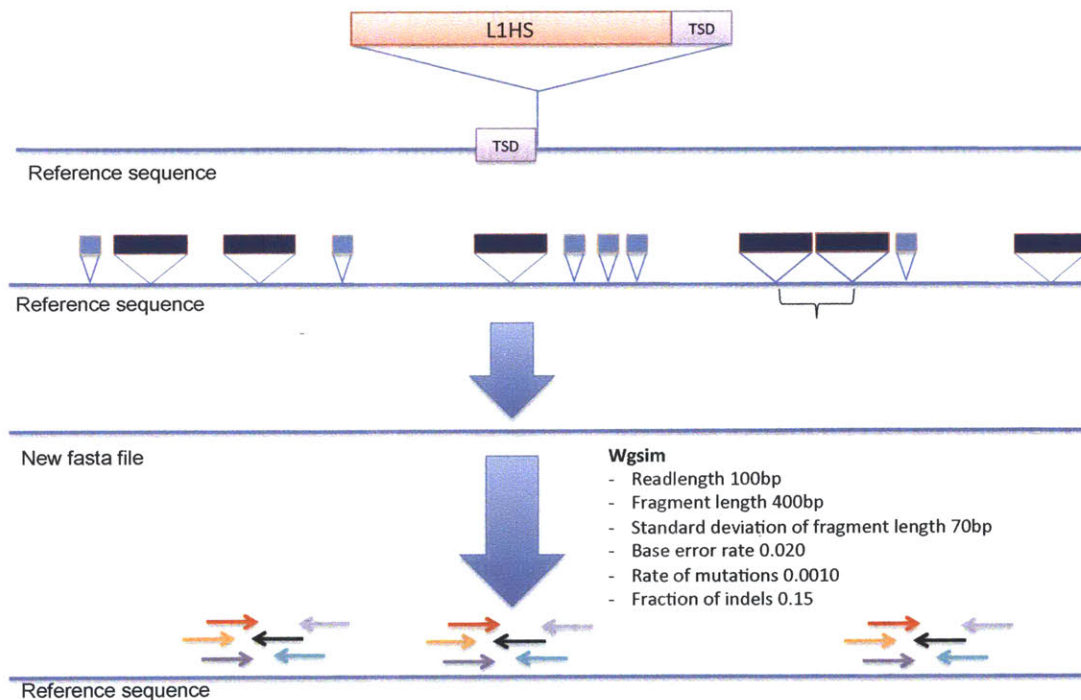 L1HS TSD
TSD
Reference sequence
Reference sequence
New fasta file
Wgsim
- Readlength 100bp
- Fragment length 400bp
- Standard deviation of fragment length 70bp
- Base error rate 0.020
- Rate of mutations 0.0010
- Fraction of indels 0.15
Reference sequence